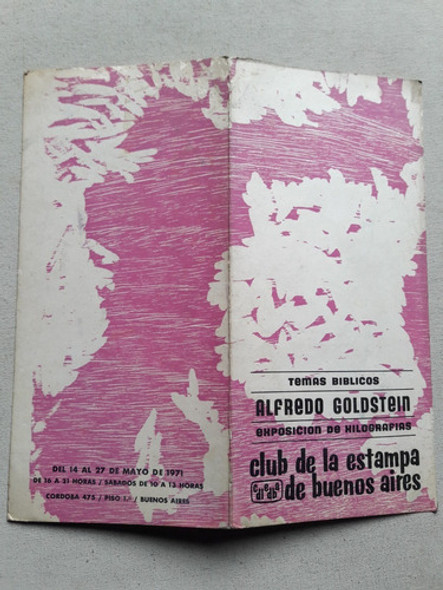 TEMAS BIBLICOS
ALFREDO GOLDSTEIN
EXPOSICION DE XILOGRAFIAS
club de la estampa
de buenos aires
DEL 14 AL 27 DE MAYO DE 1971
DE 16 A 21 HORAS / SABADOS DE 10 A 13 HORAS
CORDOBA 475 / PISO 1.º / BUENOS AIRES